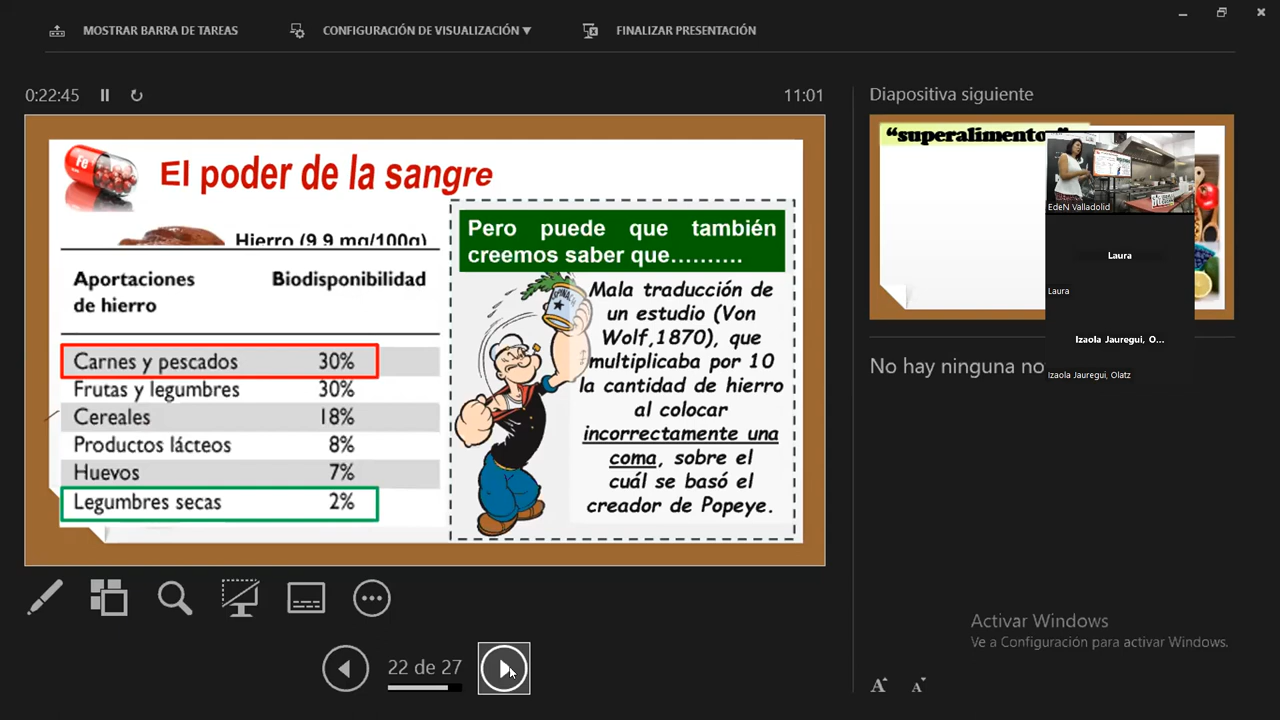 MOSTRAR BARRA DE TAREAS
CONFIGURACIÓN DE VISUALIZACIÓN ▼
FINALIZAR PRESENTACIÓN
0:22:45
11:01
Fe
El poder de la sangre
Hierro (9,9 mg/100g)
Aportaciones de hierro
Biodisponibilidad
Carnes y pescados 30%
Frutas y legumbres 30%
Cereales 18%
Productos lácteos 8%
Huevos 7%
Legumbres secas 2%
Pero puede que también
creemos saber que……….
SPINACH
Mala traducción de
un estudio (Von
Wolf,1870), que
multiplicaba por 10
la cantidad de hierro
al colocar
incorrectamente una
coma, sobre el
cuál se basó el
creador de Popeye.
22 de 27
Diapositiva siguiente
“superalimentos”
EdeN Valladolid
Laura
Laura
Izaola Jauregui, O...
Izaola Jauregui, Olatz
No hay ninguna no
Activar Windows
Ve a Configuración para activar Windows.
A A